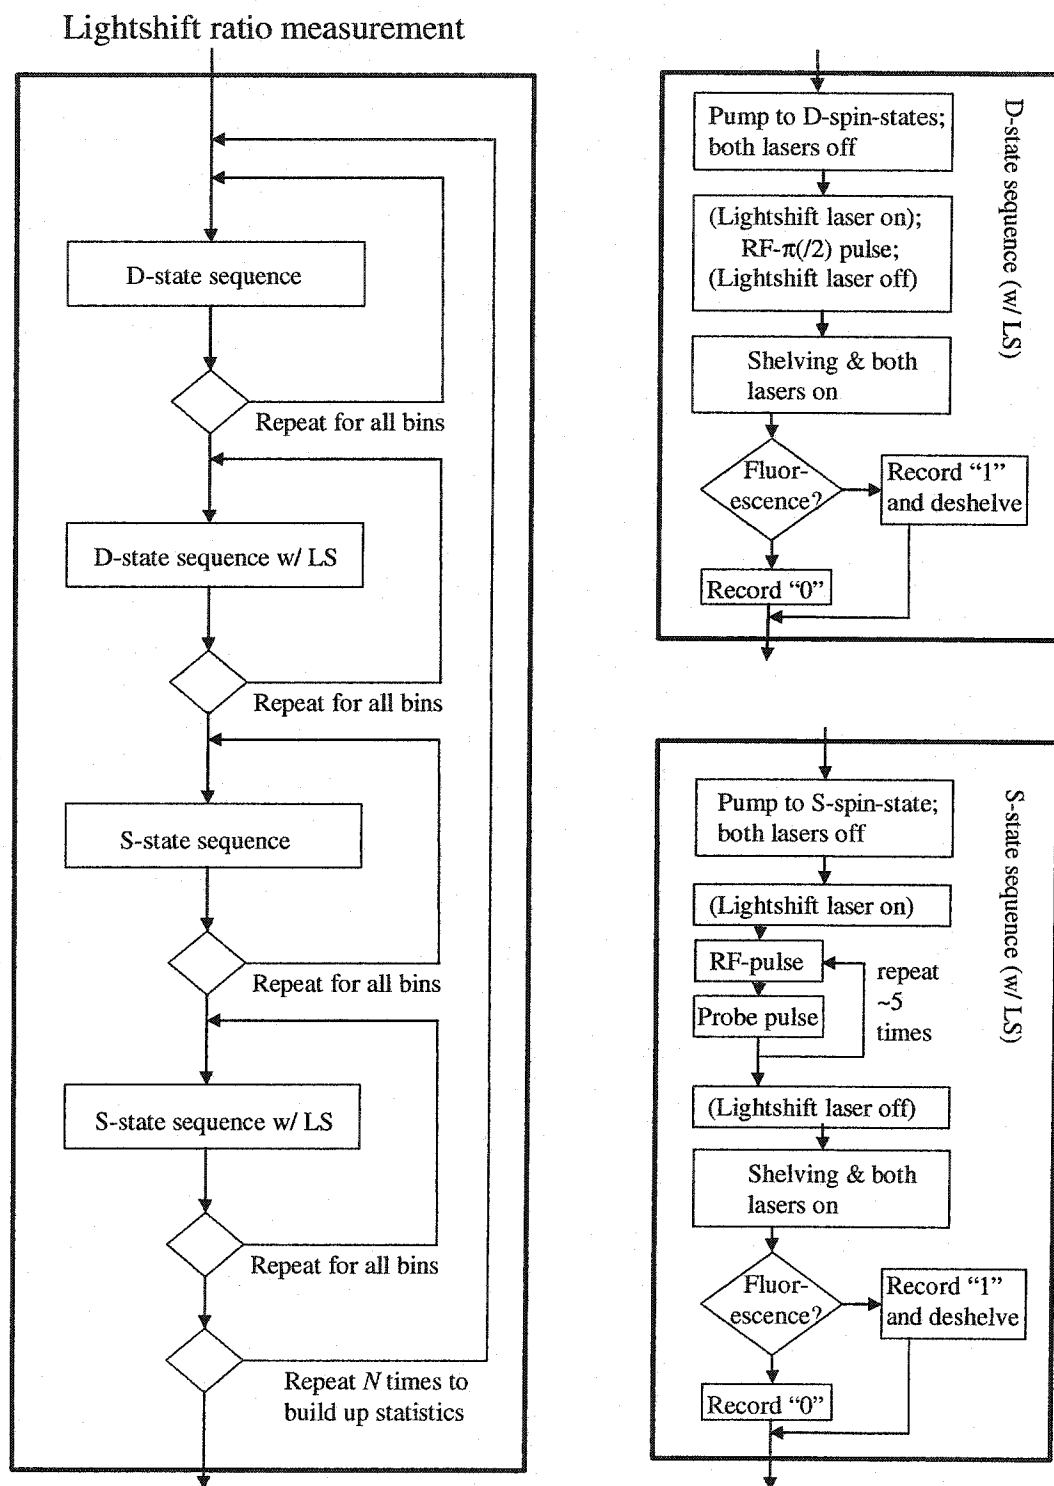 Lightshift ratio measurement
D-state sequence
Repeat for all bins
D-state sequence w/ LS
Repeat for all bins
S-state sequence
Repeat for all bins
S-state sequence w/ LS
Repeat for all bins
Repeat N times to
build up statistics
D-state sequence (w/ LS)
Pump to D-spin-states;
both lasers off
(Lightshift laser on);
RF-π(/2) pulse;
(Lightshift laser off)
Shelving & both
lasers on
Fluor-
escence?
Record “1”
and deshelve
Record “0”
S-state sequence (w/ LS)
Pump to S-spin-state;
both lasers off
(Lightshift laser on)
RF-pulse
Probe pulse
repeat
~5
times
(Lightshift laser off)
Shelving & both
lasers on
Fluor-
escence?
Record “1”
and deshelve
Record “0”